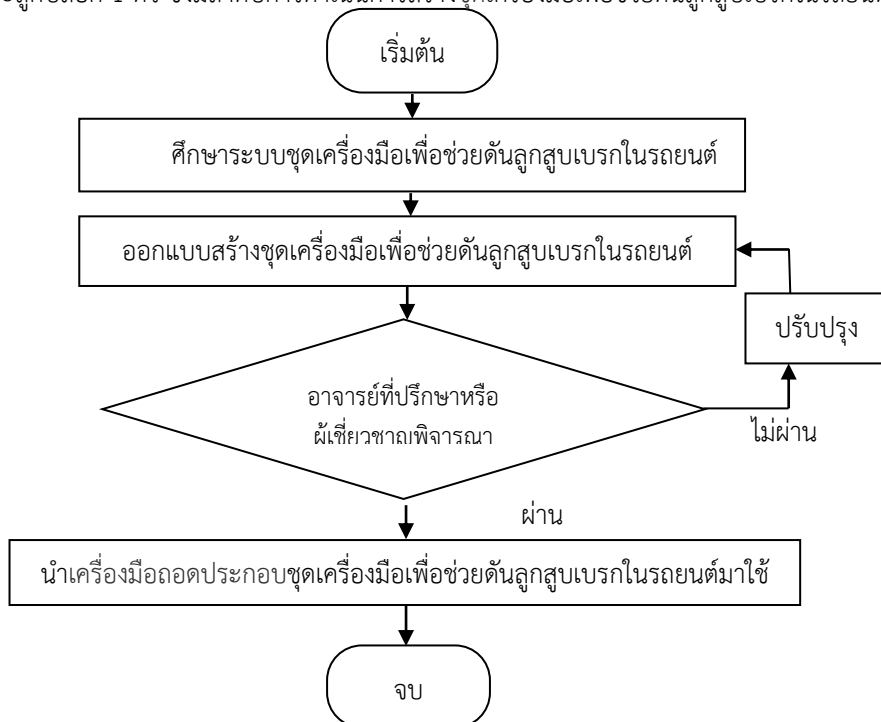 เริ่มต้น
ศึกษาระบบชุดเครื่องมือเพื่อช่วยดันลูกสูบเบรกในรถยนต์
ออกแบบสร้างชุดเครื่องมือเพื่อช่วยดันลูกสูบเบรกในรถยนต์
ปรับปรุง
อาจารย์ที่ปรึกษาหรือ
ผู้เชี่ยวชาญพิจารณา
ไม่ผ่าน
ผ่าน
นำเครื่องมือถอดประกอบชุดเครื่องมือเพื่อช่วยดันลูกสูบเบรกในรถยนต์มาใช้
จบ